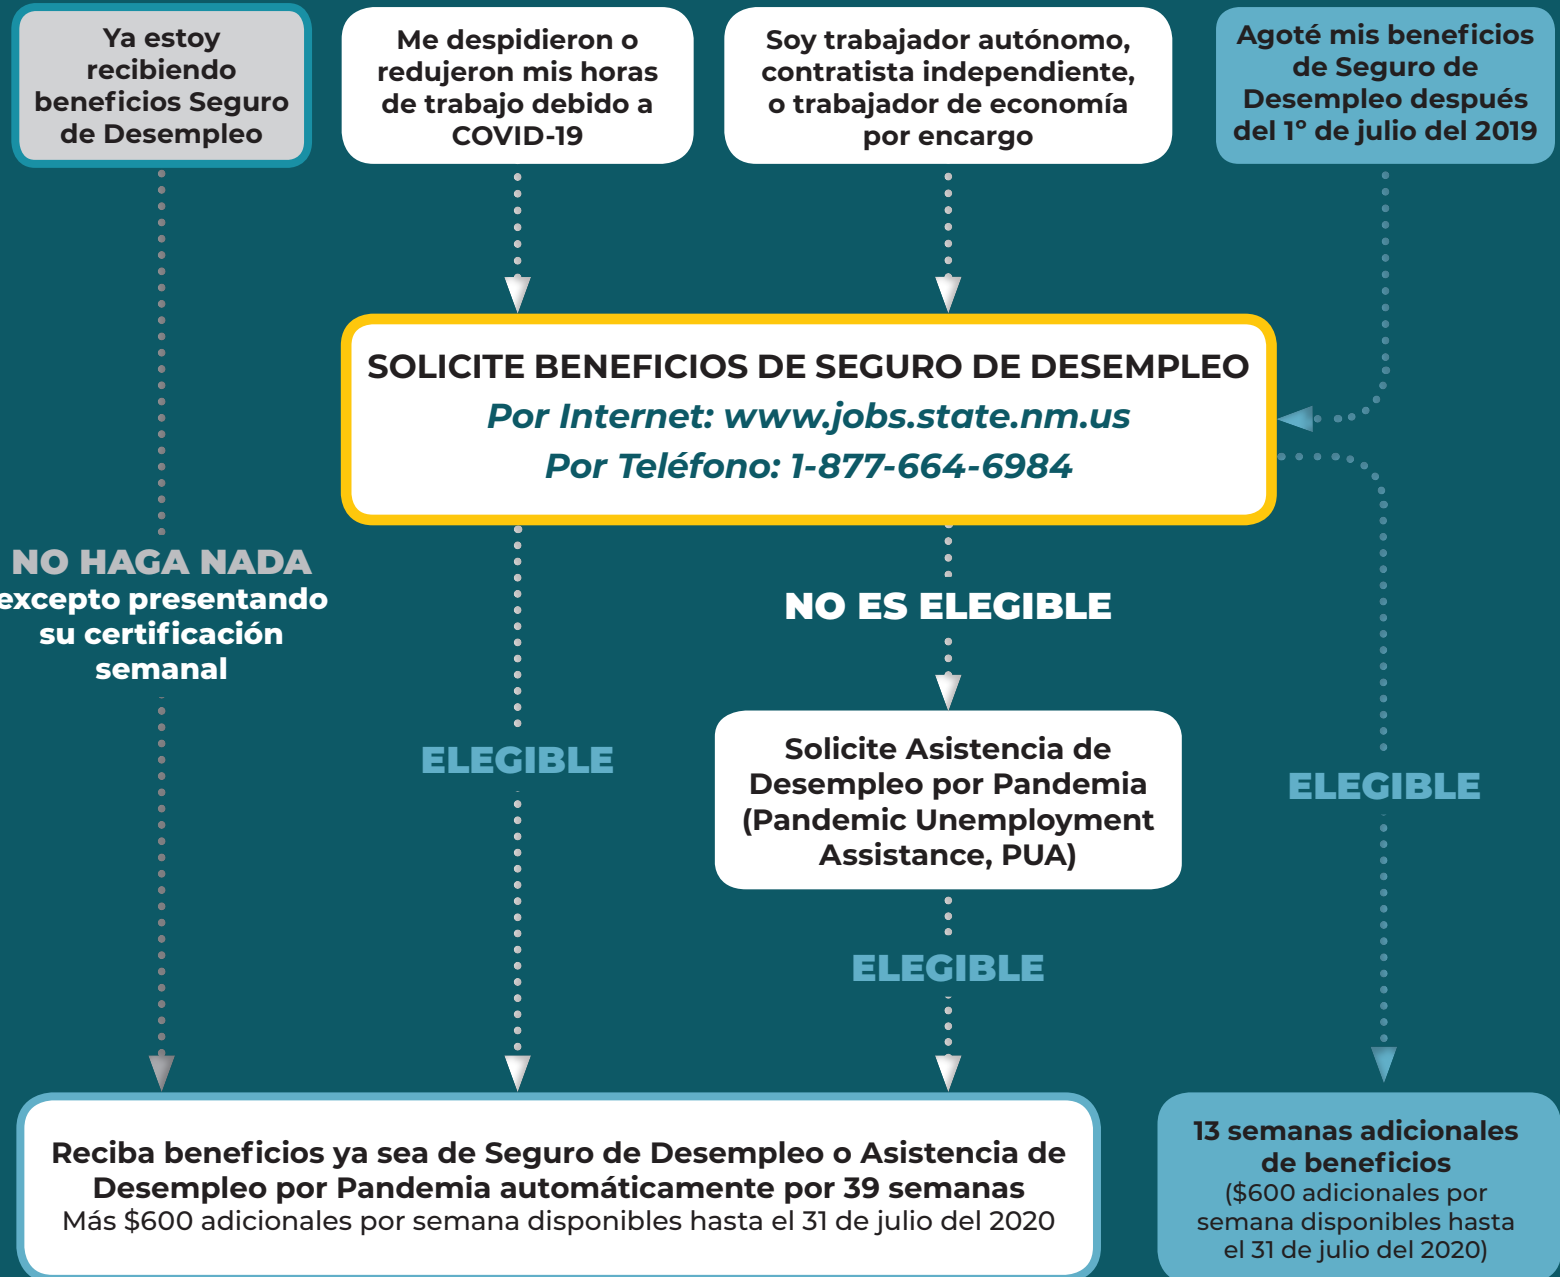 Ya estoy
recibiendo
beneficios Seguro
de Desempleo
Me despidieron o
redujeron mis horas
de trabajo debido a
COVID-19
Soy trabajador autónomo,
contratista independiente,
o trabajador de economía
por encargo
Agoté mis beneficios
de Seguro de
Desempleo después
del 1º de julio del 2019
SOLICITE BENEFICIOS DE SEGURO DE DESEMPLEO
Por Internet: www.jobs.state.nm.us
Por Teléfono: 1-877-664-6984
NO HAGA NADA
excepto presentando
su certificación
semanal
NO ES ELEGIBLE
ELEGIBLE
Solicite Asistencia de
Desempleo por Pandemia
(Pandemic Unemployment
Assistance, PUA)
ELEGIBLE
ELEGIBLE
Reciba beneficios ya sea de Seguro de Desempleo o Asistencia de
Desempleo por Pandemia automáticamente por 39 semanas
Más $600 adicionales por semana disponibles hasta el 31 de julio del 2020
13 semanas adicionales
de beneficios
($600 adicionales por
semana disponibles hasta
el 31 de julio del 2020)